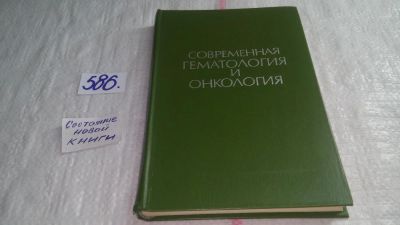 586.
Состояние
новой
книги
СОВРЕМЕННАЯ
ГЕМАТОЛОГИЯ
И
ОНКОЛОГИЯ